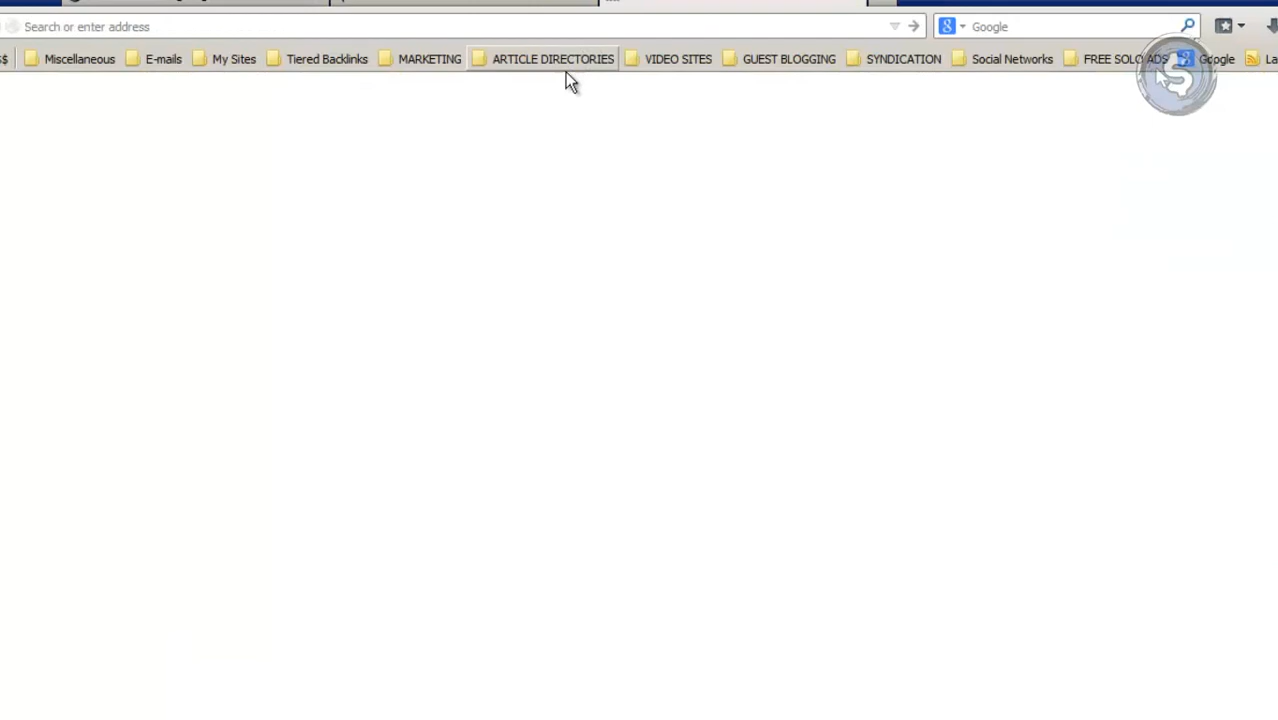 Search or enter address Google
Miscellaneous E-mails My Sites Tiered Backlinks MARKETING ARTICLE DIRECTORIES VIDEO SITES GUEST BLOGGING SYNDICATION Social Networks FREE SOLO ADS Google